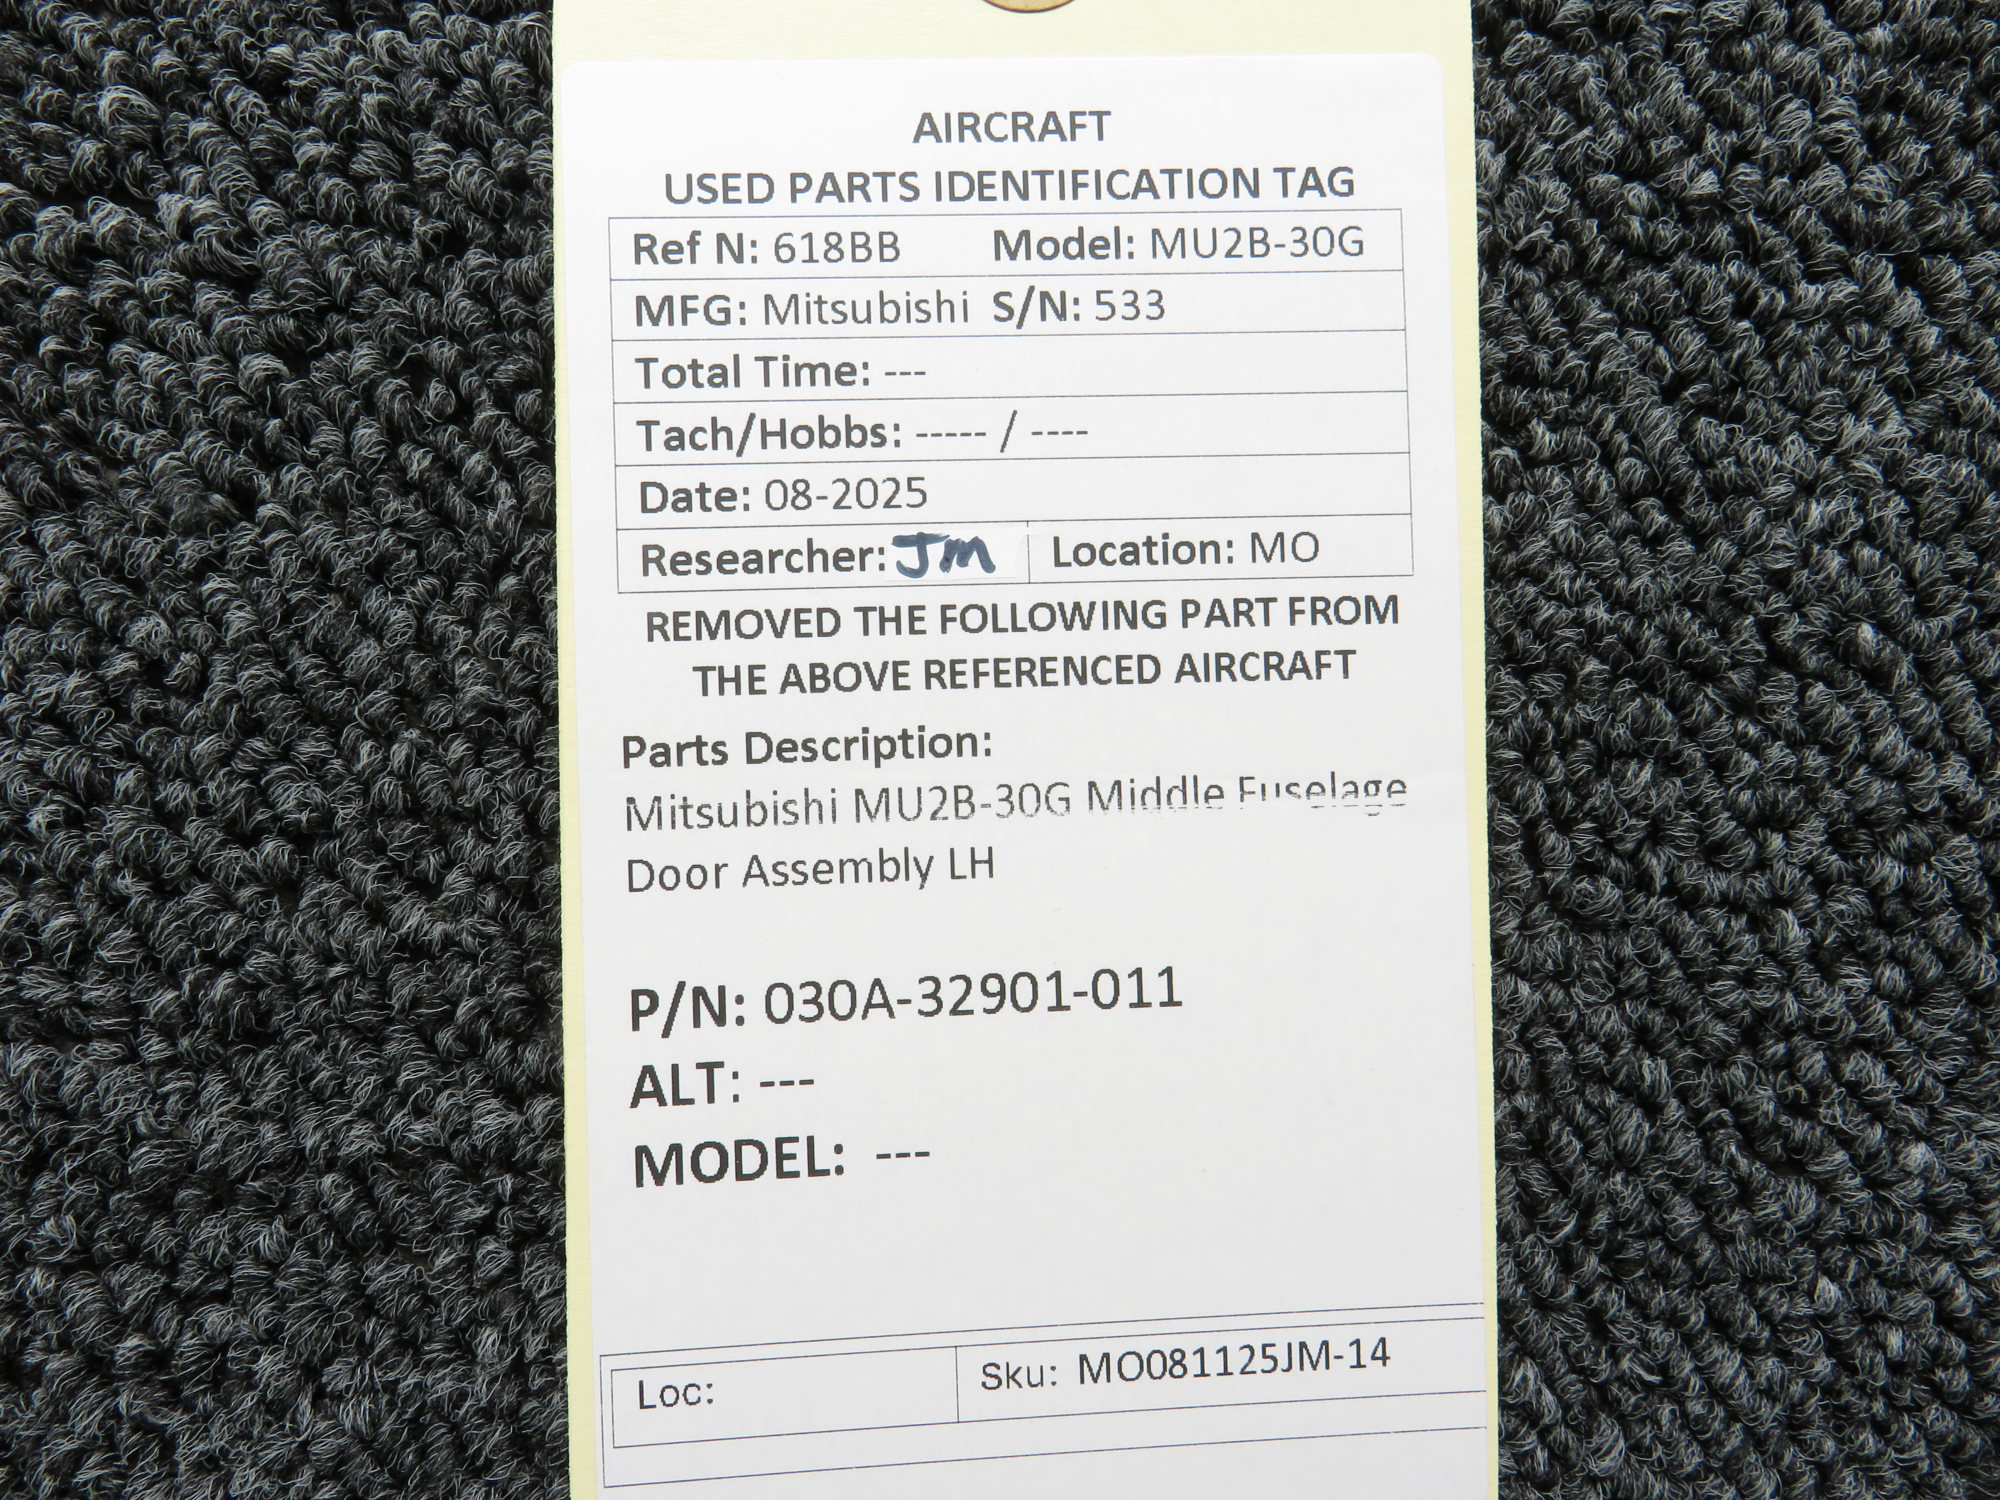 AIRCRAFT
USED PARTS IDENTIFICATION TAG
Ref N: 618BB Model: MU2B-30G
MFG: Mitsubishi S/N: 533
Total Time: ---
Tach/Hobbs: ----- / ----
Date: 08-2025
Researcher: JM Location: MO
REMOVED THE FOLLOWING PART FROM
THE ABOVE REFERENCED AIRCRAFT
Parts Description:
Mitsubishi MU2B-30G Middle Fuselage
Door Assembly LH
P/N: 030A-32901-011
ALT: ---
MODEL: ---
Loc: Sku: MO081125JM-14